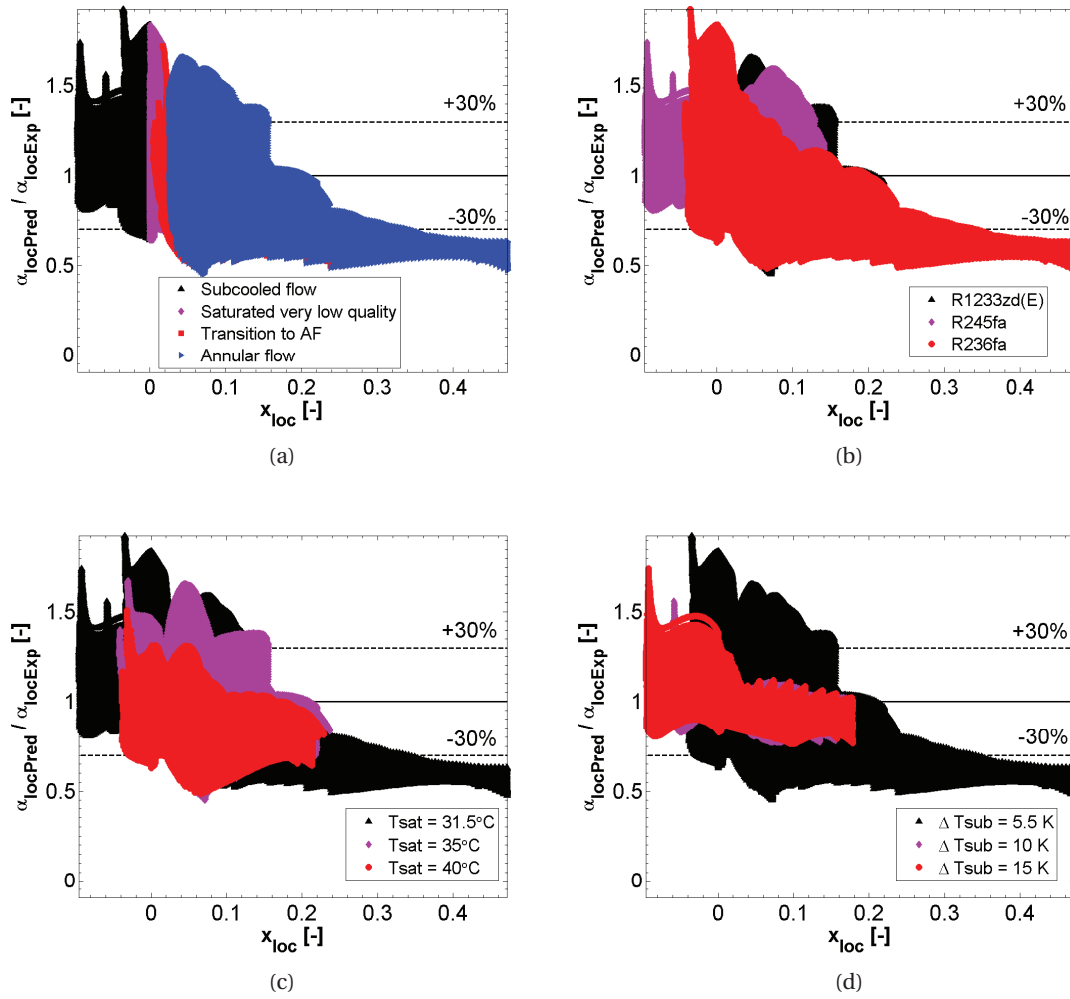 α_locPred / α_locExp [-]
1.5
1
0.5
0
+30%
-30%
Subcooled flow
Saturated very low quality
Transition to AF
Annular flow
0 0.1 0.2 0.3 0.4
x_loc [-]
(a)
α_locPred / α_locExp [-]
1.5
1
0.5
0
+30%
-30%
R1233zd(E)
R245fa
R236fa
0 0.1 0.2 0.3 0.4
x_loc [-]
(b)
α_locPred / α_locExp [-]
1.5
1
0.5
0
+30%
-30%
Tsat = 31.5°C
Tsat = 35°C
Tsat = 40°C
0 0.1 0.2 0.3 0.4
x_loc [-]
(c)
α_locPred / α_locExp [-]
1.5
1
0.5
0
+30%
-30%
Δ Tsub = 5.5 K
Δ Tsub = 10 K
Δ Tsub = 15 K
0 0.1 0.2 0.3 0.4
x_loc [-]
(d)